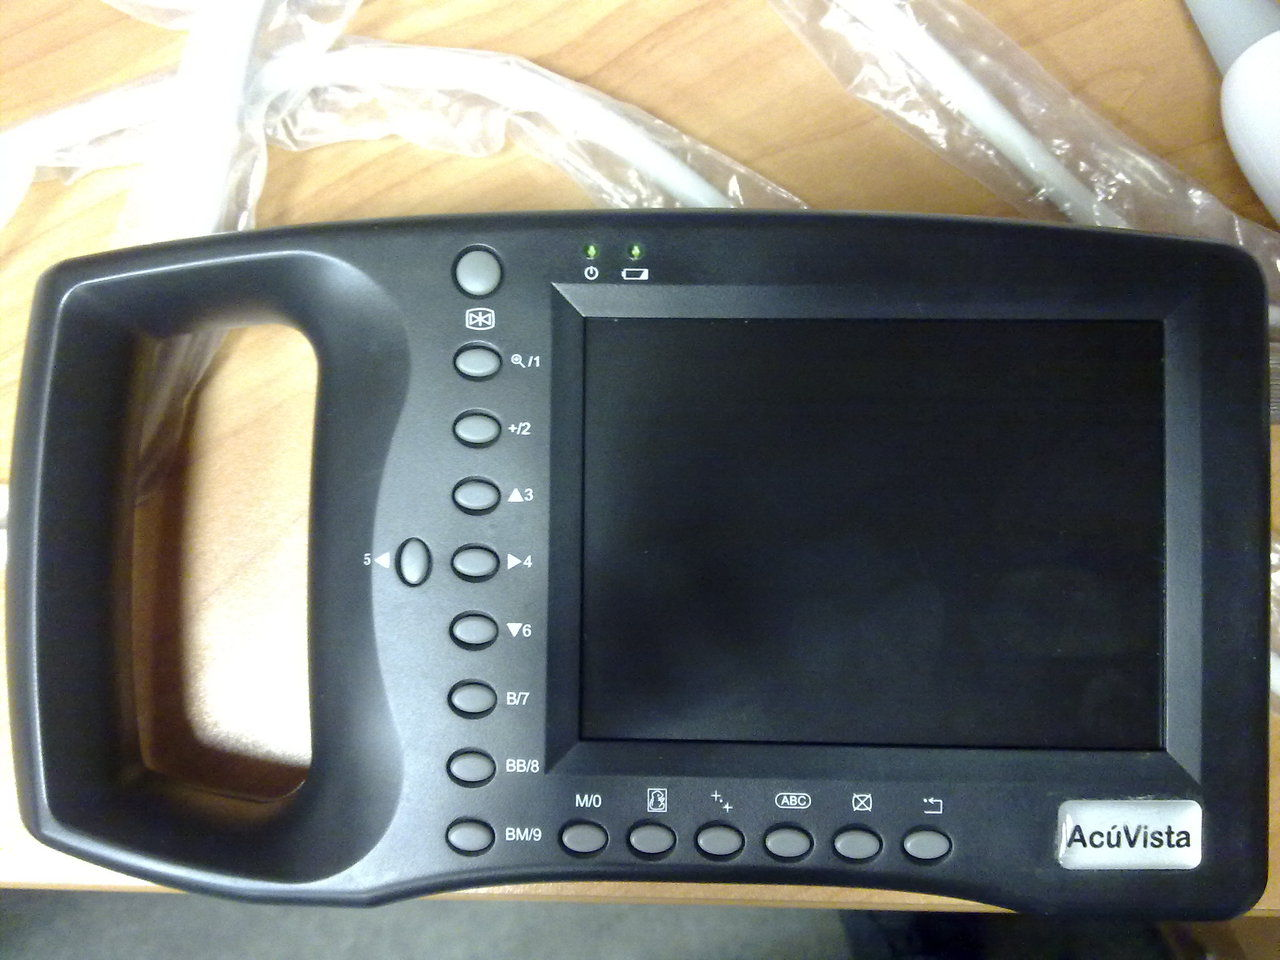 /1
+/2
▲3
5◀ ▶4
▼6
B/7
BB/8
BM/9
M/0
ABC
AcúVista